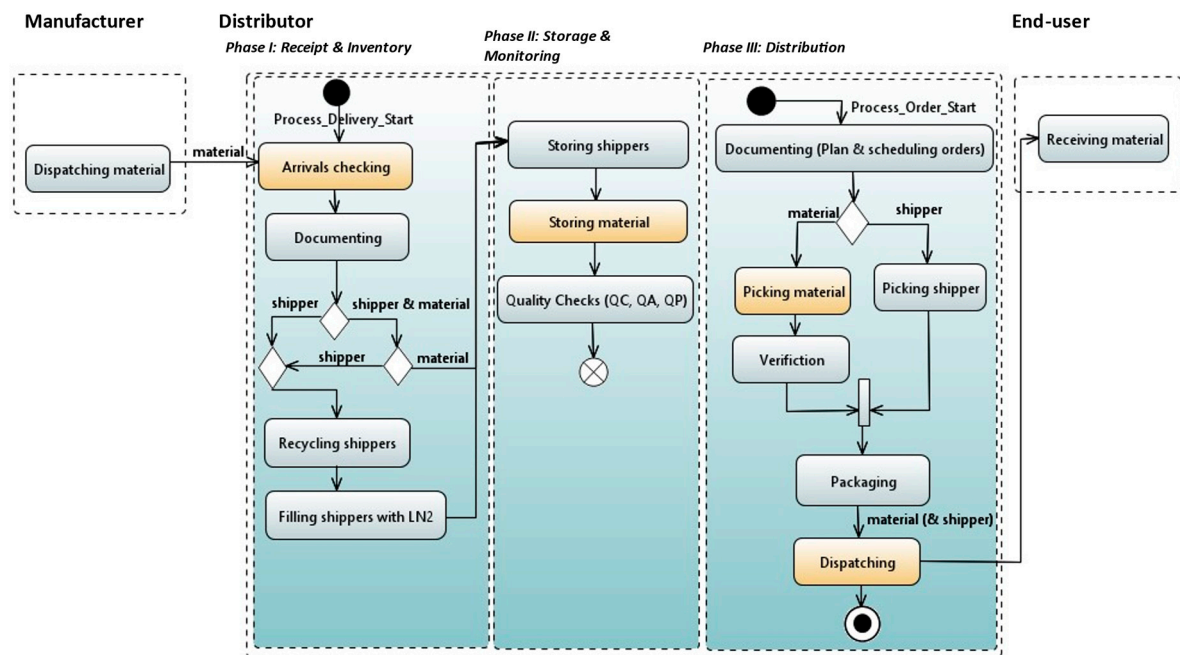 Manufacturer
Distributor
End-user
Phase I: Receipt & Inventory
Phase II: Storage &
Monitoring
Phase III: Distribution
Dispatching material
material
Process_Delivery_Start
Arrivals checking
Documenting
shipper
shipper & material
shipper
material
Recycling shippers
Filling shippers with LN2
Storing shippers
Storing material
Quality Checks (QC, QA, QP)
Process_Order_Start
Documenting (Plan & scheduling orders)
material
shipper
Picking material
Picking shipper
Verifiction
Packaging
material (& shipper)
Dispatching
Receiving material